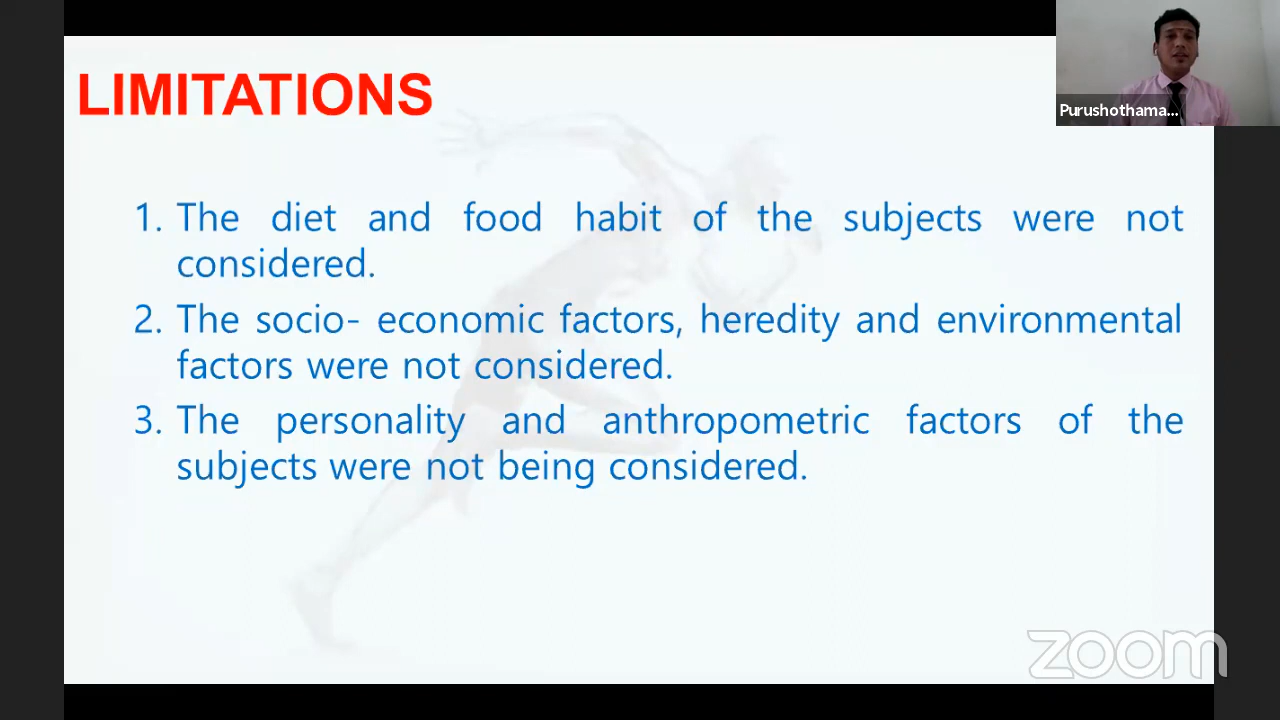 LIMITATIONS
Purushothama...
1. The diet and food habit of the subjects were not
considered.
2. The socio- economic factors, heredity and environmental
factors were not considered.
3. The personality and anthropometric factors of the
subjects were not being considered.
zoom